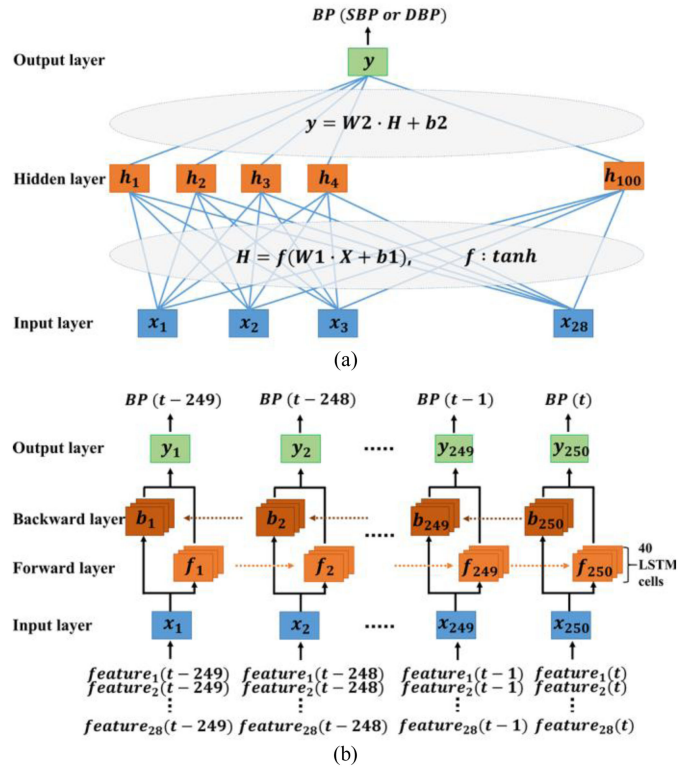 BP (SBP or DBP)
Output layer y
y = W2 · H + b2
Hidden layer h₁ h₂ h₃ h₄ h₁₀₀
H = f(W1 · X + b1), f : tanh
Input layer x₁ x₂ x₃ x₂₈
(a)
BP (t − 249) BP (t − 248) BP (t − 1) BP (t)
Output layer y₁ y₂ ..... y₂₄₉ y₂₅₀
Backward layer b₁ b₂ ..... b₂₄₉ b₂₅₀
Forward layer f₁ f₂ f₂₄₉ f₂₅₀ 40 LSTM cells
Input layer x₁ x₂ ..... x₂₄₉ x₂₅₀
feature₁(t − 249) feature₁(t − 248) feature₁(t − 1) feature₁(t)
feature₂(t − 249) feature₂(t − 248) feature₂(t − 1) feature₂(t)
⋮ ⋮ ⋮ ⋮
feature₂₈(t − 249) feature₂₈(t − 248) feature₂₈(t − 1) feature₂₈(t)
(b)